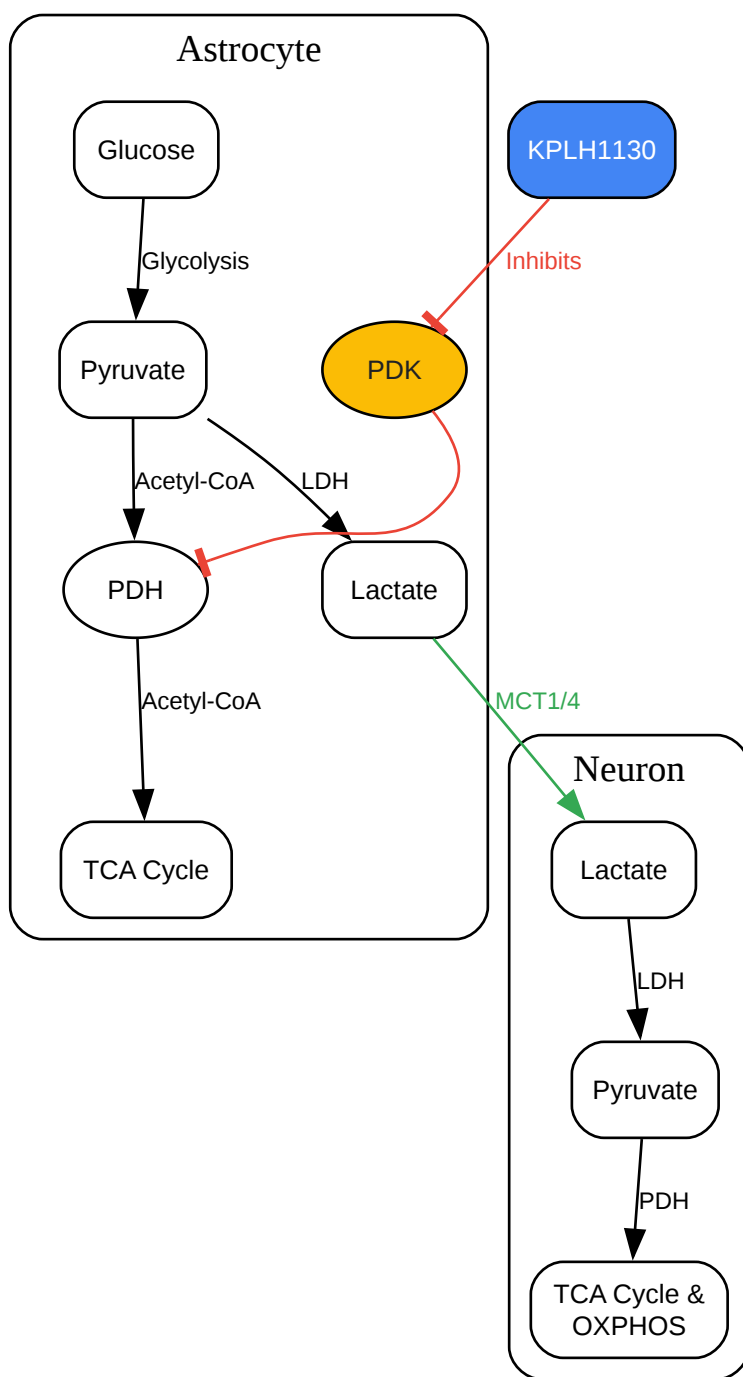 Astrocyte
Glucose
KPLH1130
Glycolysis
Inhibits
Pyruvate
PDK
Acetyl-CoA
LDH
PDH
Lactate
Acetyl-CoA
MCT1/4
Neuron
TCA Cycle
Lactate
LDH
Pyruvate
PDH
TCA Cycle &
OXPHOS